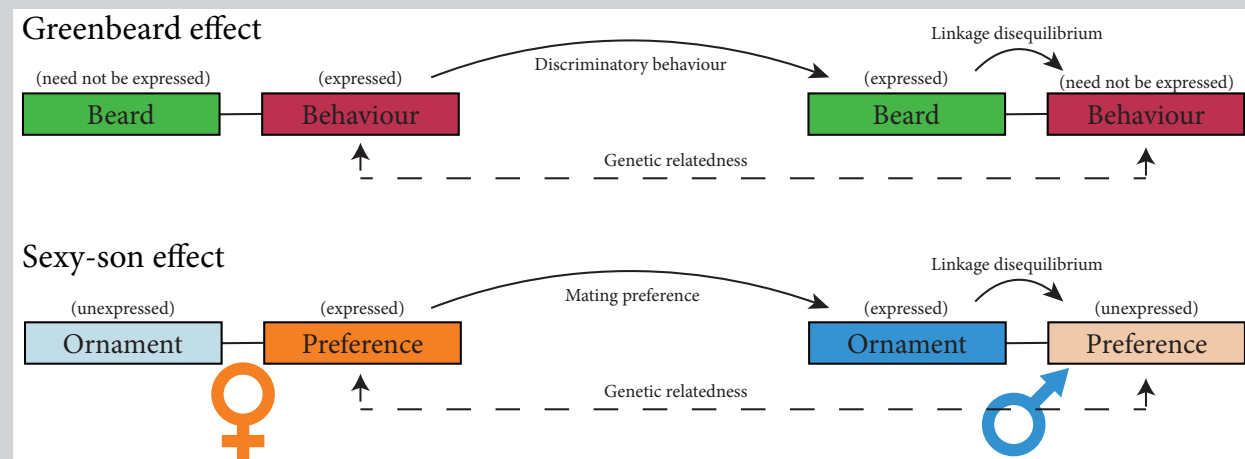 Greenbeard effect
Linkage disequilibrium
(need not be expressed)
(expressed)
Discriminatory behaviour
(expressed)
(need not be expressed)
Beard
Behaviour
Beard
Behaviour
Genetic relatedness
Sexy-son effect
Linkage disequilibrium
(unexpressed)
(expressed)
Mating preference
(expressed)
(unexpressed)
Ornament
Preference
Ornament
Preference
Genetic relatedness